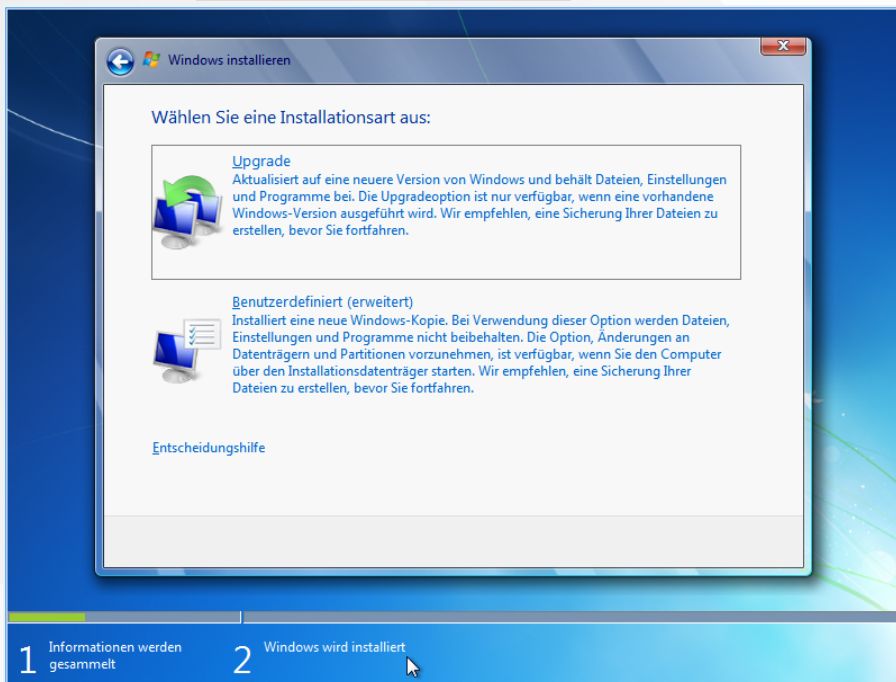 Windows installieren
Wählen Sie eine Installationsart aus:
Upgrade
Aktualisiert auf eine neuere Version von Windows und behält Dateien, Einstellungen
und Programme bei. Die Upgradeoption ist nur verfügbar, wenn eine vorhandene
Windows-Version ausgeführt wird. Wir empfehlen, eine Sicherung Ihrer Dateien zu
erstellen, bevor Sie fortfahren.
Benutzerdefiniert (erweitert)
Installiert eine neue Windows-Kopie. Bei Verwendung dieser Option werden Dateien,
Einstellungen und Programme nicht beibehalten. Die Option, Änderungen an
Datenträgern und Partitionen vorzunehmen, ist verfügbar, wenn Sie den Computer
über den Installationsdatenträger starten. Wir empfehlen, eine Sicherung Ihrer
Dateien zu erstellen, bevor Sie fortfahren.
Entscheidungshilfe
1 Informationen werden
gesammelt
2 Windows wird installiert